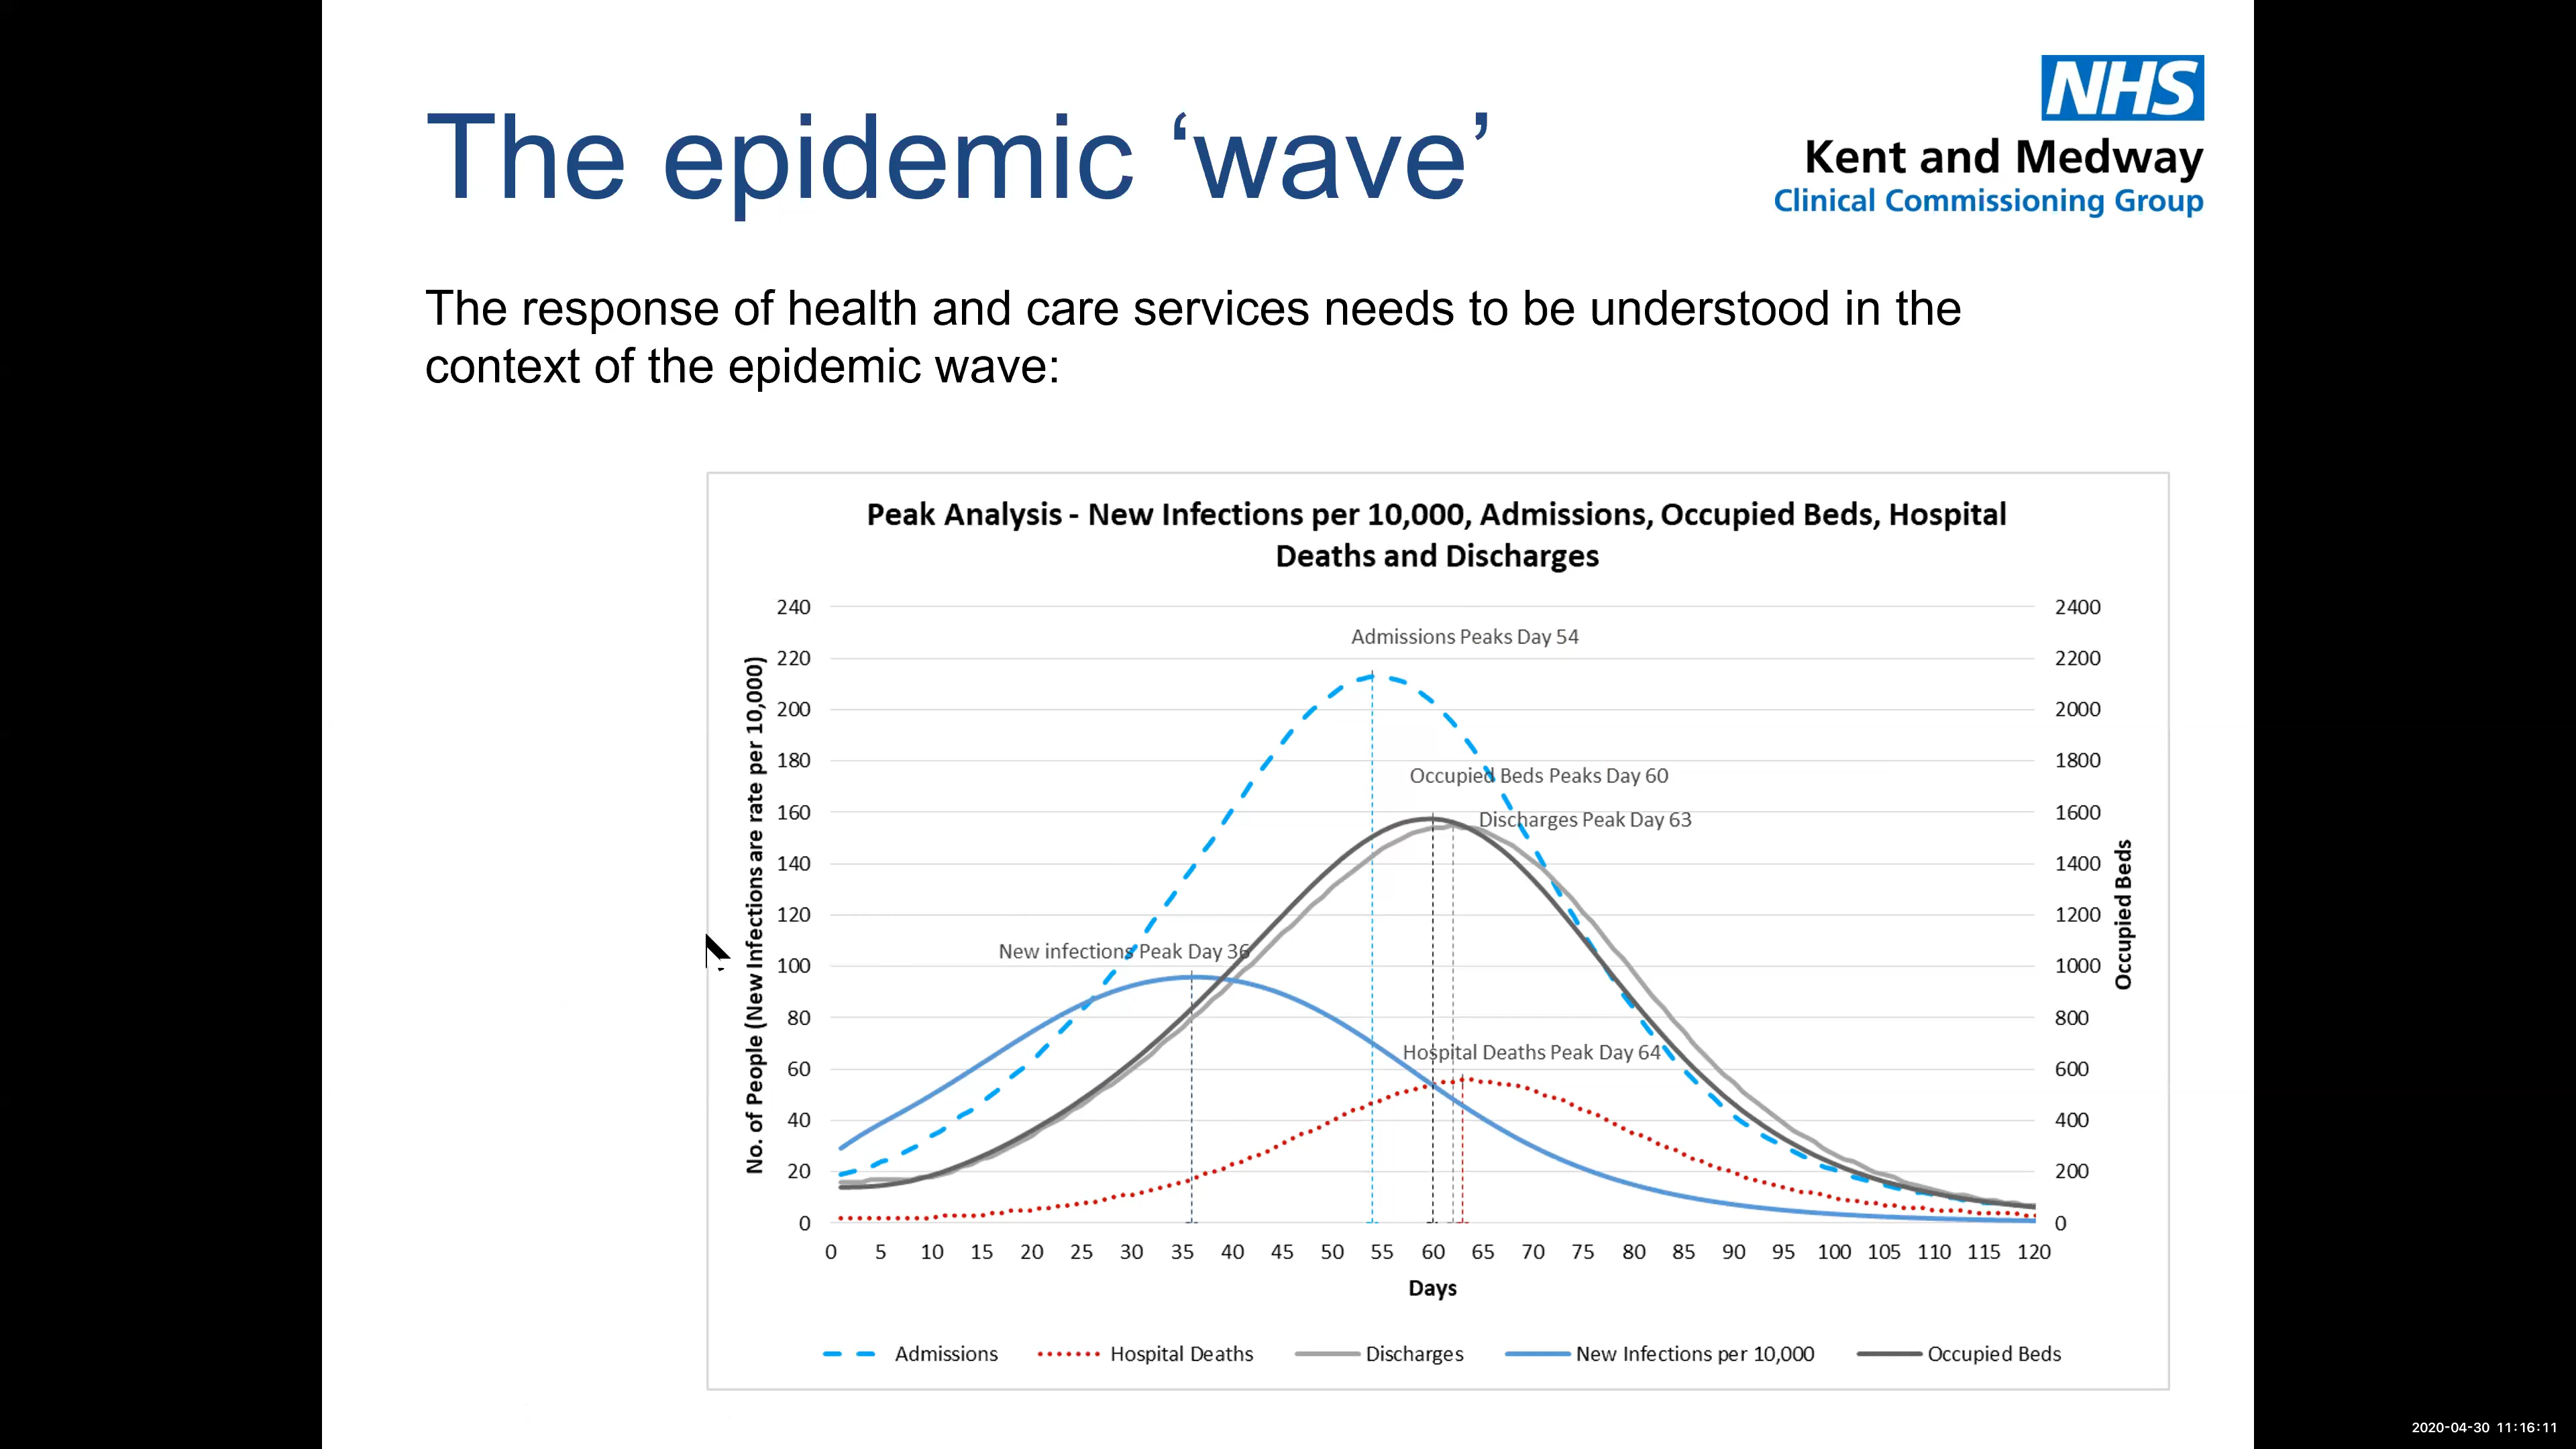 The epidemic ‘wave’
NHS
Kent and Medway
Clinical Commissioning Group
The response of health and care services needs to be understood in the
context of the epidemic wave:
Peak Analysis - New Infections per 10,000, Admissions, Occupied Beds, Hospital
Deaths and Discharges
No. of People (New Infections are rate per 10,000)
240
220
200
180
160
140
120
100
80
60
40
20
0
Admissions Peaks Day 54
Occupied Beds Peaks Day 60
Discharges Peak Day 63
New infections Peak Day 36
Hospital Deaths Peak Day 64
2400
2200
2000
1800
1600
1400
1200
1000
800
600
400
200
0
Occupied Beds
0 5 10 15 20 25 30 35 40 45 50 55 60 65 70 75 80 85 90 95 100 105 110 115 120
Days
Admissions Hospital Deaths Discharges New Infections per 10,000 Occupied Beds
2020-04-30 11:16:11